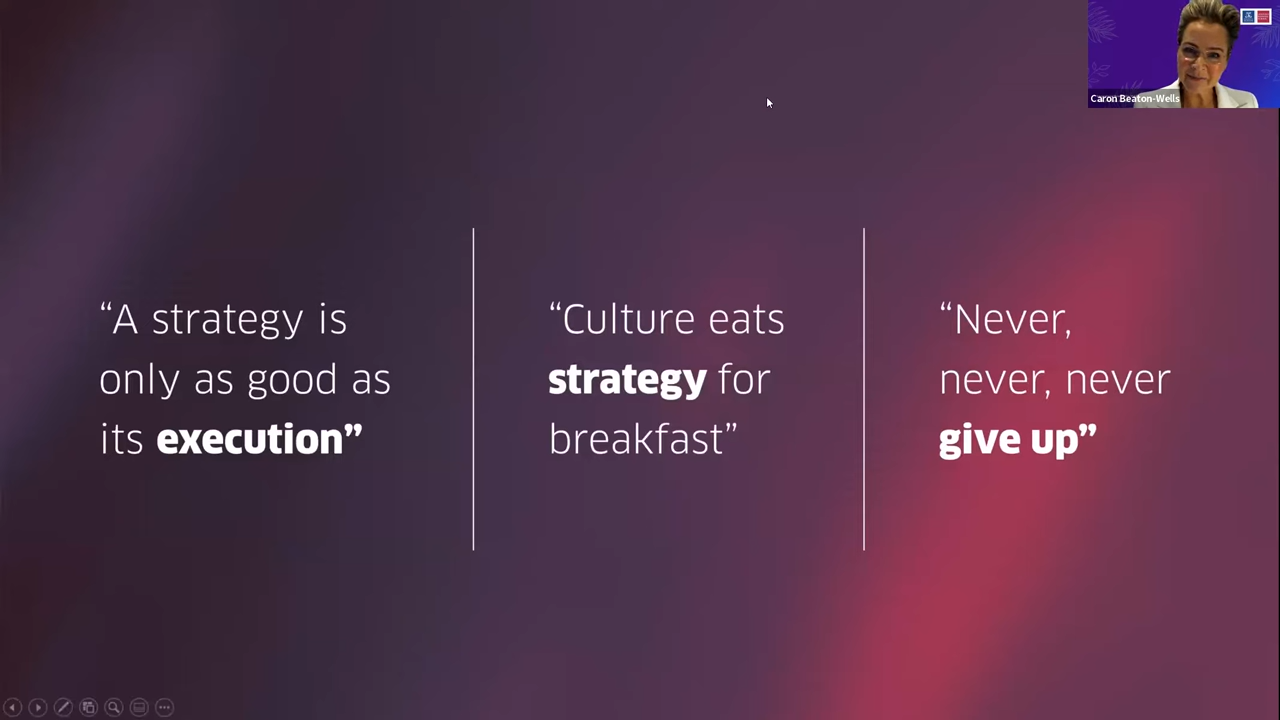 Caron Beaton-Wells
“A strategy is
only as good as
its execution”
“Culture eats
strategy for
breakfast”
“Never,
never, never
give up”